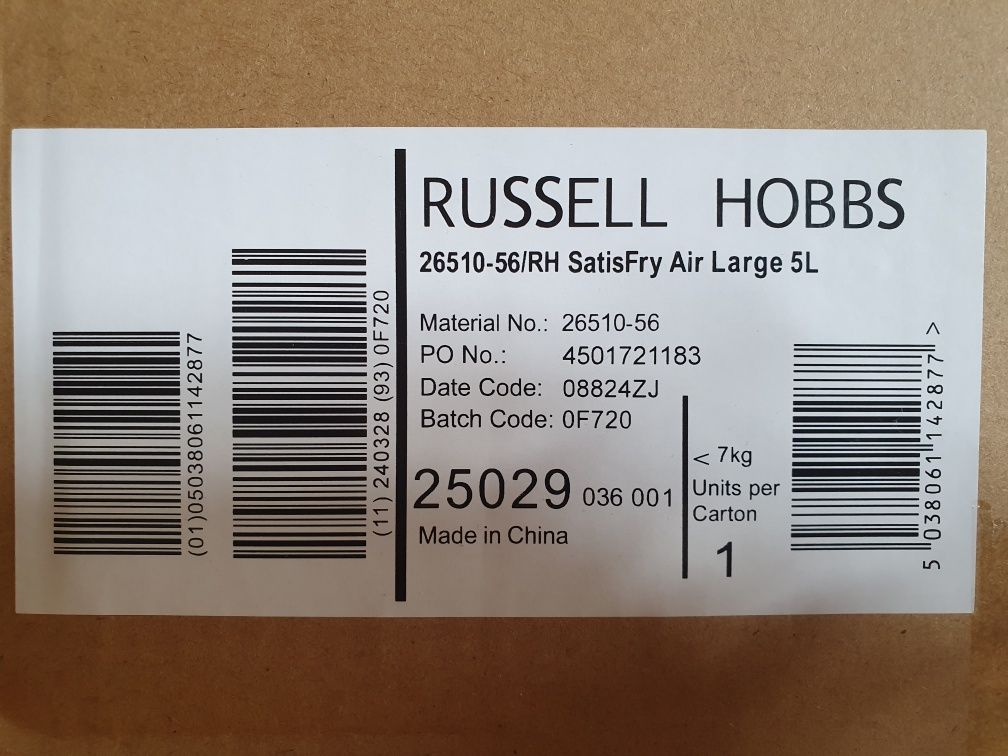 RUSSELL HOBBS
26510-56/RH SatisFry Air Large 5L
Material No.: 26510-56
PO No.: 4501721183
Date Code: 08824ZJ
Batch Code: 0F720
25029 036 001
Made in China
< 7kg
Units per
Carton
1
(01)05038061142877
(11) 240328 (93) 0F720
5 038061 142877 >